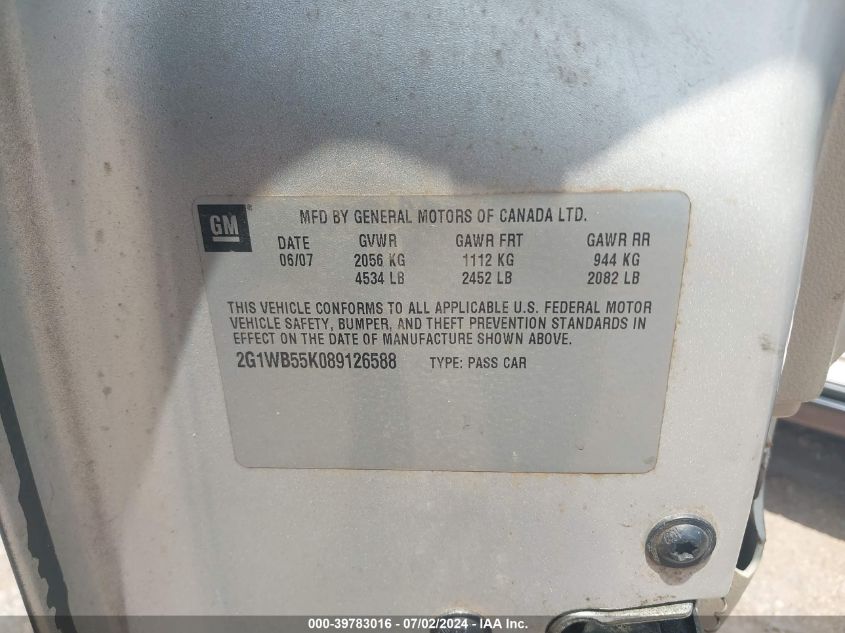 GM
MFD BY GENERAL MOTORS OF CANADA LTD.
DATE GVWR GAWR FRT GAWR RR
06/07 2056 KG 1112 KG 944 KG
4534 LB 2452 LB 2082 LB
THIS VEHICLE CONFORMS TO ALL APPLICABLE U.S. FEDERAL MOTOR
VEHICLE SAFETY, BUMPER, AND THEFT PREVENTION STANDARDS IN
EFFECT ON THE DATE OF MANUFACTURE SHOWN ABOVE.
2G1WB55K089126588 TYPE: PASS CAR
000-39783016 - 07/02/2024 - IAA Inc.